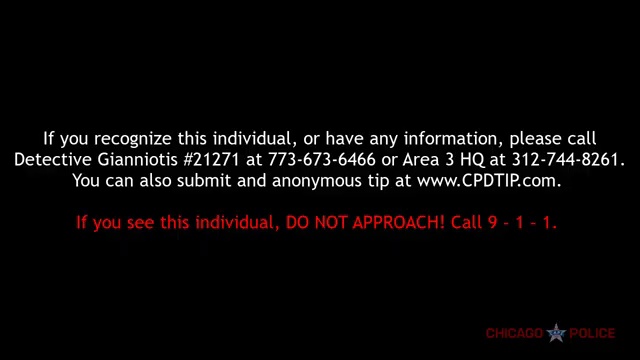 If you recognize this individual, or have any information, please call
Detective Gianniotis #21271 at 773-673-6466 or Area 3 HQ at 312-744-8261.
You can also submit and anonymous tip at www.CPDTIP.com.
If you see this individual, DO NOT APPROACH! Call 9 - 1 - 1.
CHICAGO POLICE